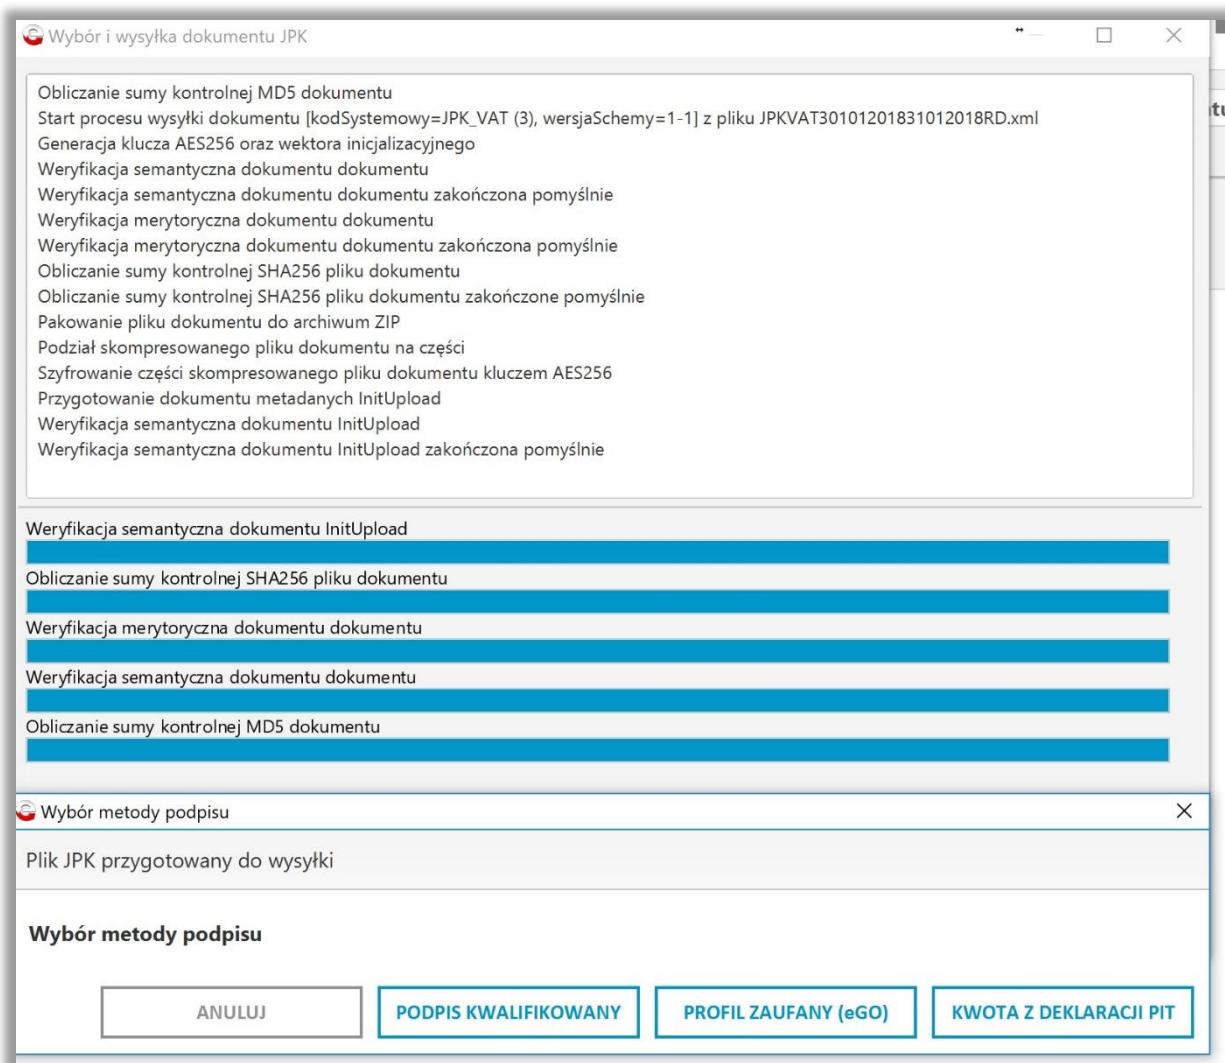 Wybór i wysyłka dokumentu JPK
Obliczanie sumy kontrolnej MD5 dokumentu
Start procesu wysyłki dokumentu [kodSystemowy=JPK_VAT (3), wersjaSchemy=1-1] z pliku JPKVAT30101201831012018RD.xml
Generacja klucza AES256 oraz wektora inicjalizacyjnego
Weryfikacja semantyczna dokumentu dokumentu
Weryfikacja semantyczna dokumentu dokumentu zakończona pomyślnie
Weryfikacja merytoryczna dokumentu dokumentu
Weryfikacja merytoryczna dokumentu dokumentu zakończona pomyślnie
Obliczanie sumy kontrolnej SHA256 pliku dokumentu
Obliczanie sumy kontrolnej SHA256 pliku dokumentu zakończone pomyślnie
Pakowanie pliku dokumentu do archiwum ZIP
Podział skompresowanego pliku dokumentu na części
Szyfrowanie części skompresowanego pliku dokumentu kluczem AES256
Przygotowanie dokumentu metadanych InitUpload
Weryfikacja semantyczna dokumentu InitUpload
Weryfikacja semantyczna dokumentu InitUpload zakończona pomyślnie
Weryfikacja semantyczna dokumentu InitUpload
Obliczanie sumy kontrolnej SHA256 pliku dokumentu
Weryfikacja merytoryczna dokumentu dokumentu
Weryfikacja semantyczna dokumentu dokumentu
Obliczanie sumy kontrolnej MD5 dokumentu
Wybór metody podpisu
Plik JPK przygotowany do wysyłki
Wybór metody podpisu
ANULUJ PODPIS KWALIFIKOWANY PROFIL ZAUFANY (eGO) KWOTA Z DEKLARACJI PIT